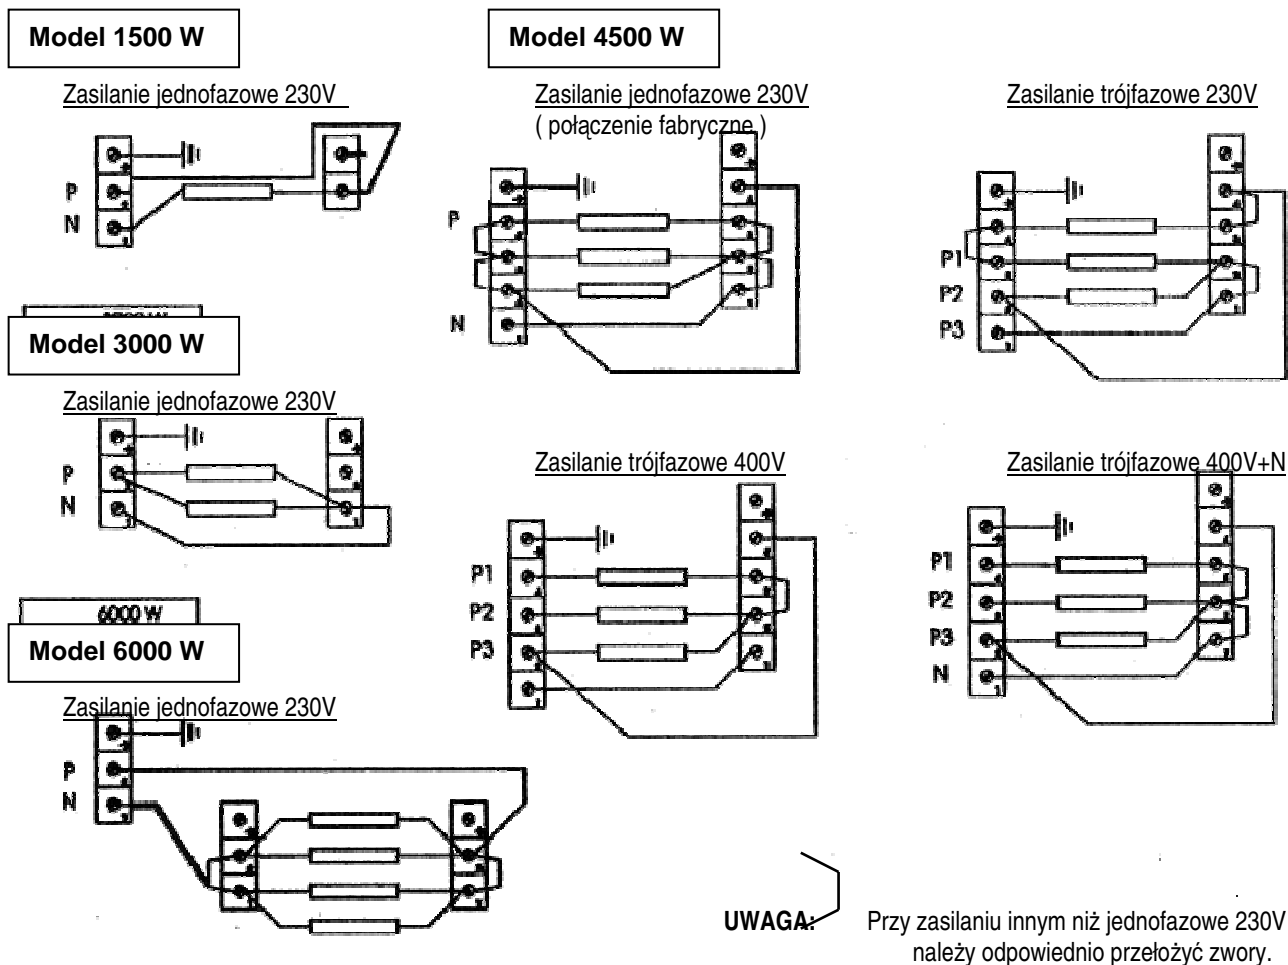 Model 1500 W
Zasilanie jednofazowe 230V
P
N
Model 3000 W
Zasilanie jednofazowe 230V
P
N
6000 W
Model 6000 W
Zasilanie jednofazowe 230V
P
N
Model 4500 W
Zasilanie jednofazowe 230V
( połączenie fabryczne )
P
N
Zasilanie trójfazowe 230V
P1
P2
P3
Zasilanie trójfazowe 400V
P1
P2
P3
Zasilanie trójfazowe 400V+N
P1
P2
P3
N
UWAGA: Przy zasilaniu innym niż jednofazowe 230V
należy odpowiednio przełożyć zwory.